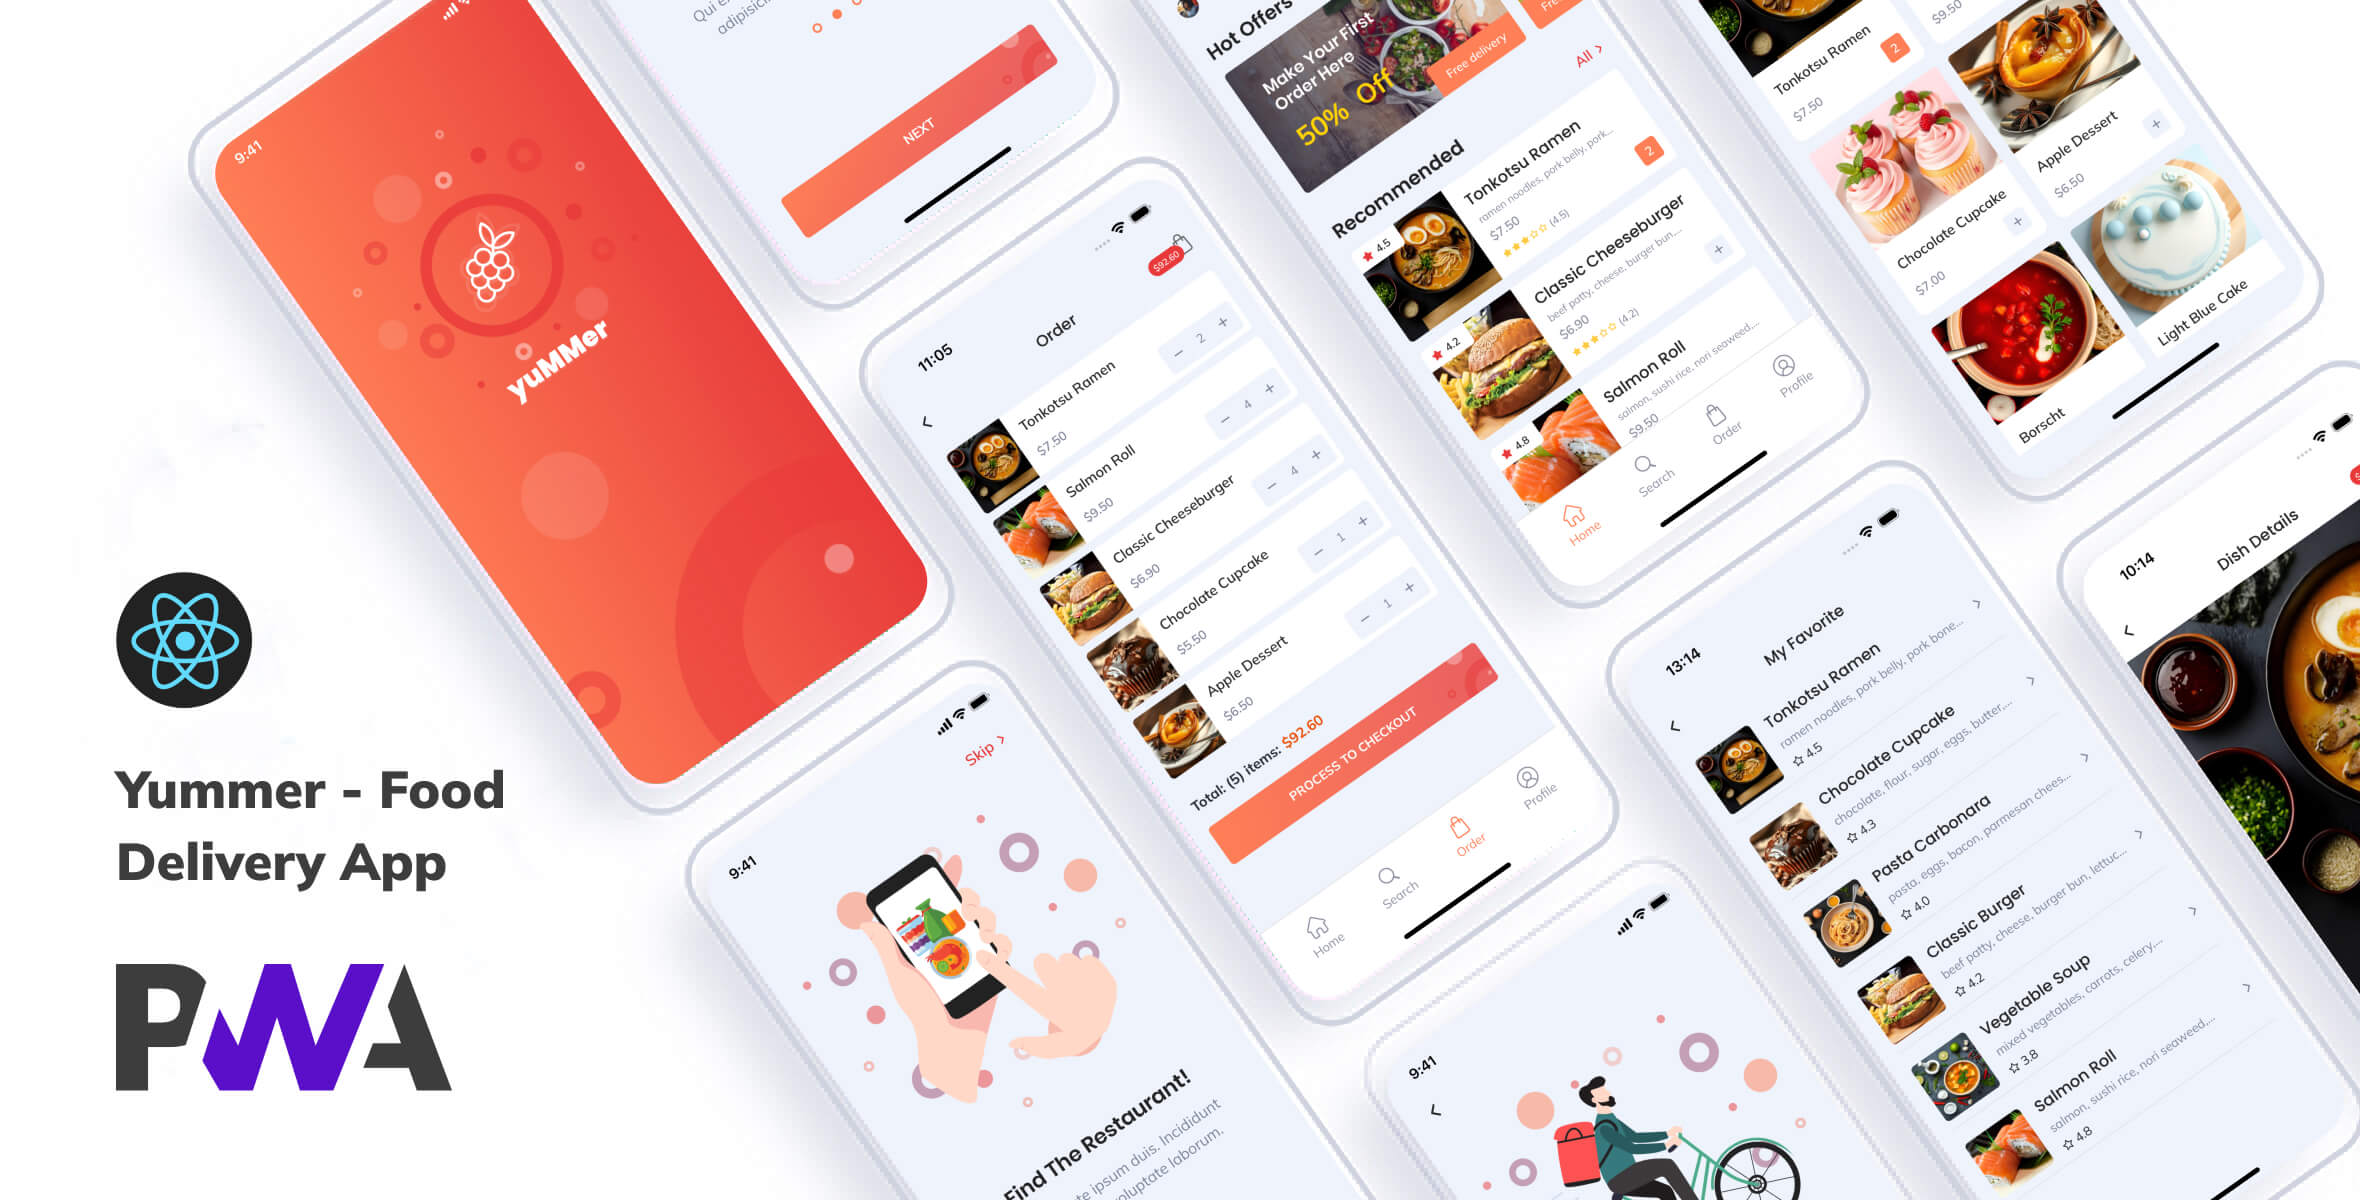 Yummer - Food
Delivery App
PWA
9:41
yuMMer
Qui
adipisicin
NEXT
11:05
$92.60
Order
Tonkotsu Ramen
$7.50
2
Salmon Roll
$9.50
4
Classic Cheeseburger
$6.90
4
Chocolate Cupcake
$5.50
1
Apple Dessert
$6.50
1
Total: (5) items: $92.60
PROCESS TO CHECKOUT
Home
Search
Order
Profile
9:41
Skip
Find The Restaurant!
ipsum duis. Incididunt
voluptate laborum.
Hot Offers
Make Your First
Order Here
50% Off
Free delivery
Fre
All
Recommended
4.5
Tonkotsu Ramen
ramen noodles, pork belly, pork...
$7.50
(4.5)
2
4.2
Classic Cheeseburger
beef patty, cheese, burger bun,...
$6.90
(4.2)
4.8
Salmon Roll
salmon, sushi rice, nori seaweed,...
$9.50
Home
Search
Order
Profile
9:41
Tonkotsu Ramen
$7.50
2
$9.50
Chocolate Cupcake
$7.00
Apple Dessert
$6.50
Borscht
Light Blue Cake
13:14
My Favorite
Tonkotsu Ramen
ramen noodles, pork belly, pork bone...
4.5
Chocolate Cupcake
chocolate, flour, sugar, eggs, butter,...
4.3
Pasta Carbonara
pasta, eggs, bacon, parmesan chees...
4.0
Classic Burger
beef patty, cheese, burger bun, lettuc...
4.2
Vegetable Soup
mixed vegetables, carrots, celery,...
3.8
Salmon Roll
salmon, sushi rice, nori seaweed,...
4.8
10:14
Dish Details